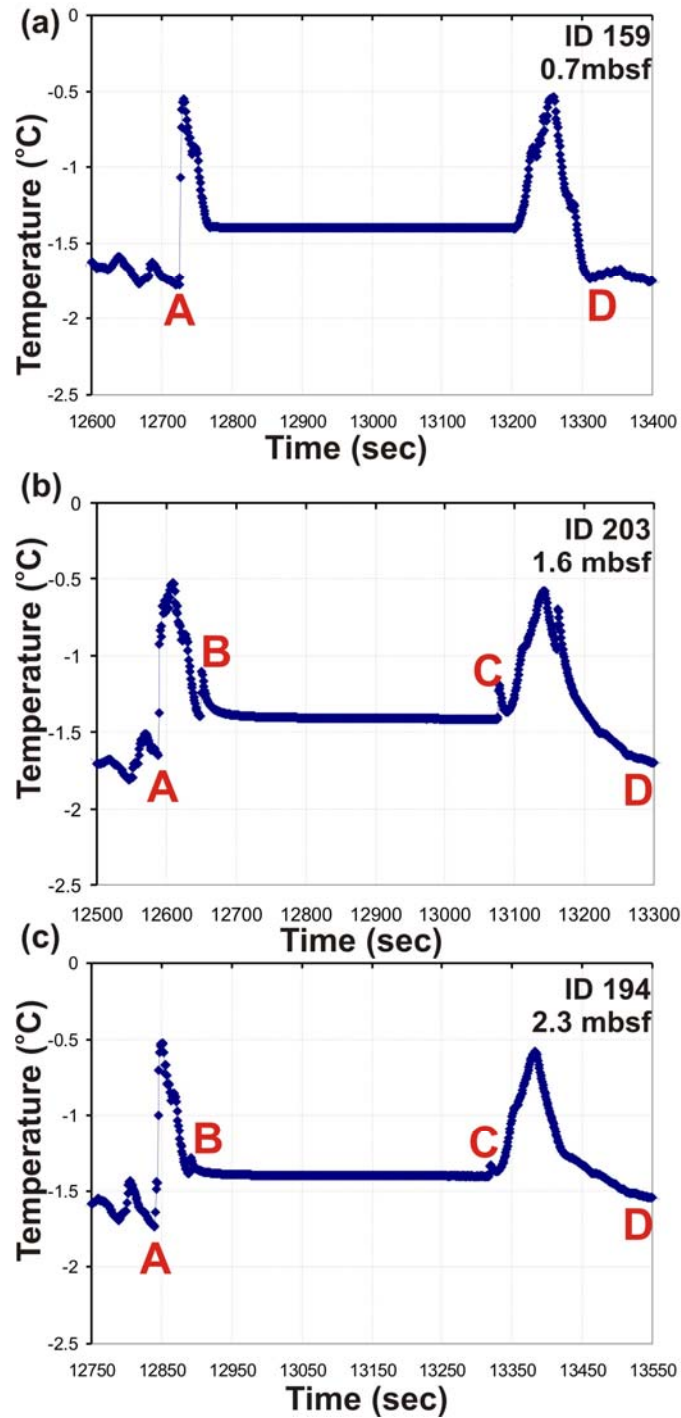 (a)
0
ID 159
0.7mbsf
-0.5
-1
-1.5
-2
-2.5
Temperature (°C)
A
D
12600 12700 12800 12900 13000 13100 13200 13300 13400
Time (sec)
(b)
0
ID 203
1.6 mbsf
-0.5
-1
-1.5
-2
-2.5
Temperature (°C)
B
C
A
D
12500 12600 12700 12800 12900 13000 13100 13200 13300
Time (sec)
(c)
0
ID 194
2.3 mbsf
-0.5
-1
-1.5
-2
-2.5
Temperature (°C)
B
C
A
D
12750 12850 12950 13050 13150 13250 13350 13450 13550
Time (sec)